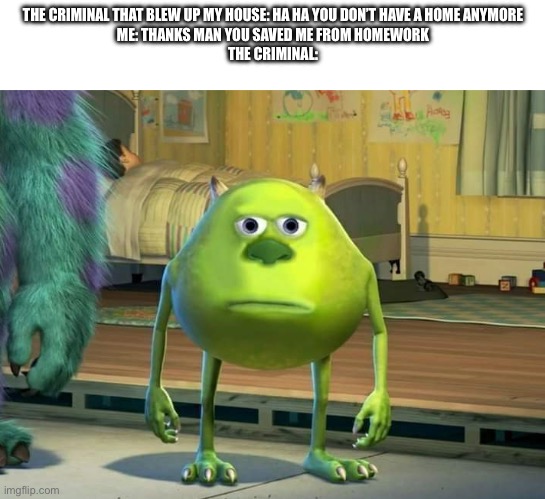 THE CRIMINAL THAT BLEW UP MY HOUSE: HA HA YOU DON'T HAVE A HOME ANYMORE
ME: THANKS MAN YOU SAVED ME FROM HOMEWORK
THE CRIMINAL:
imgflip.com